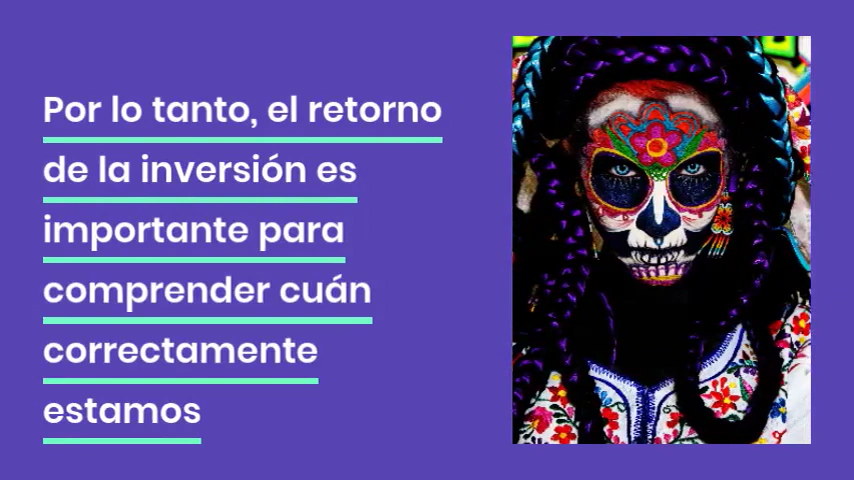 Por lo tanto, el retorno
de la inversión es
importante para
comprender cuán
correctamente
estamos